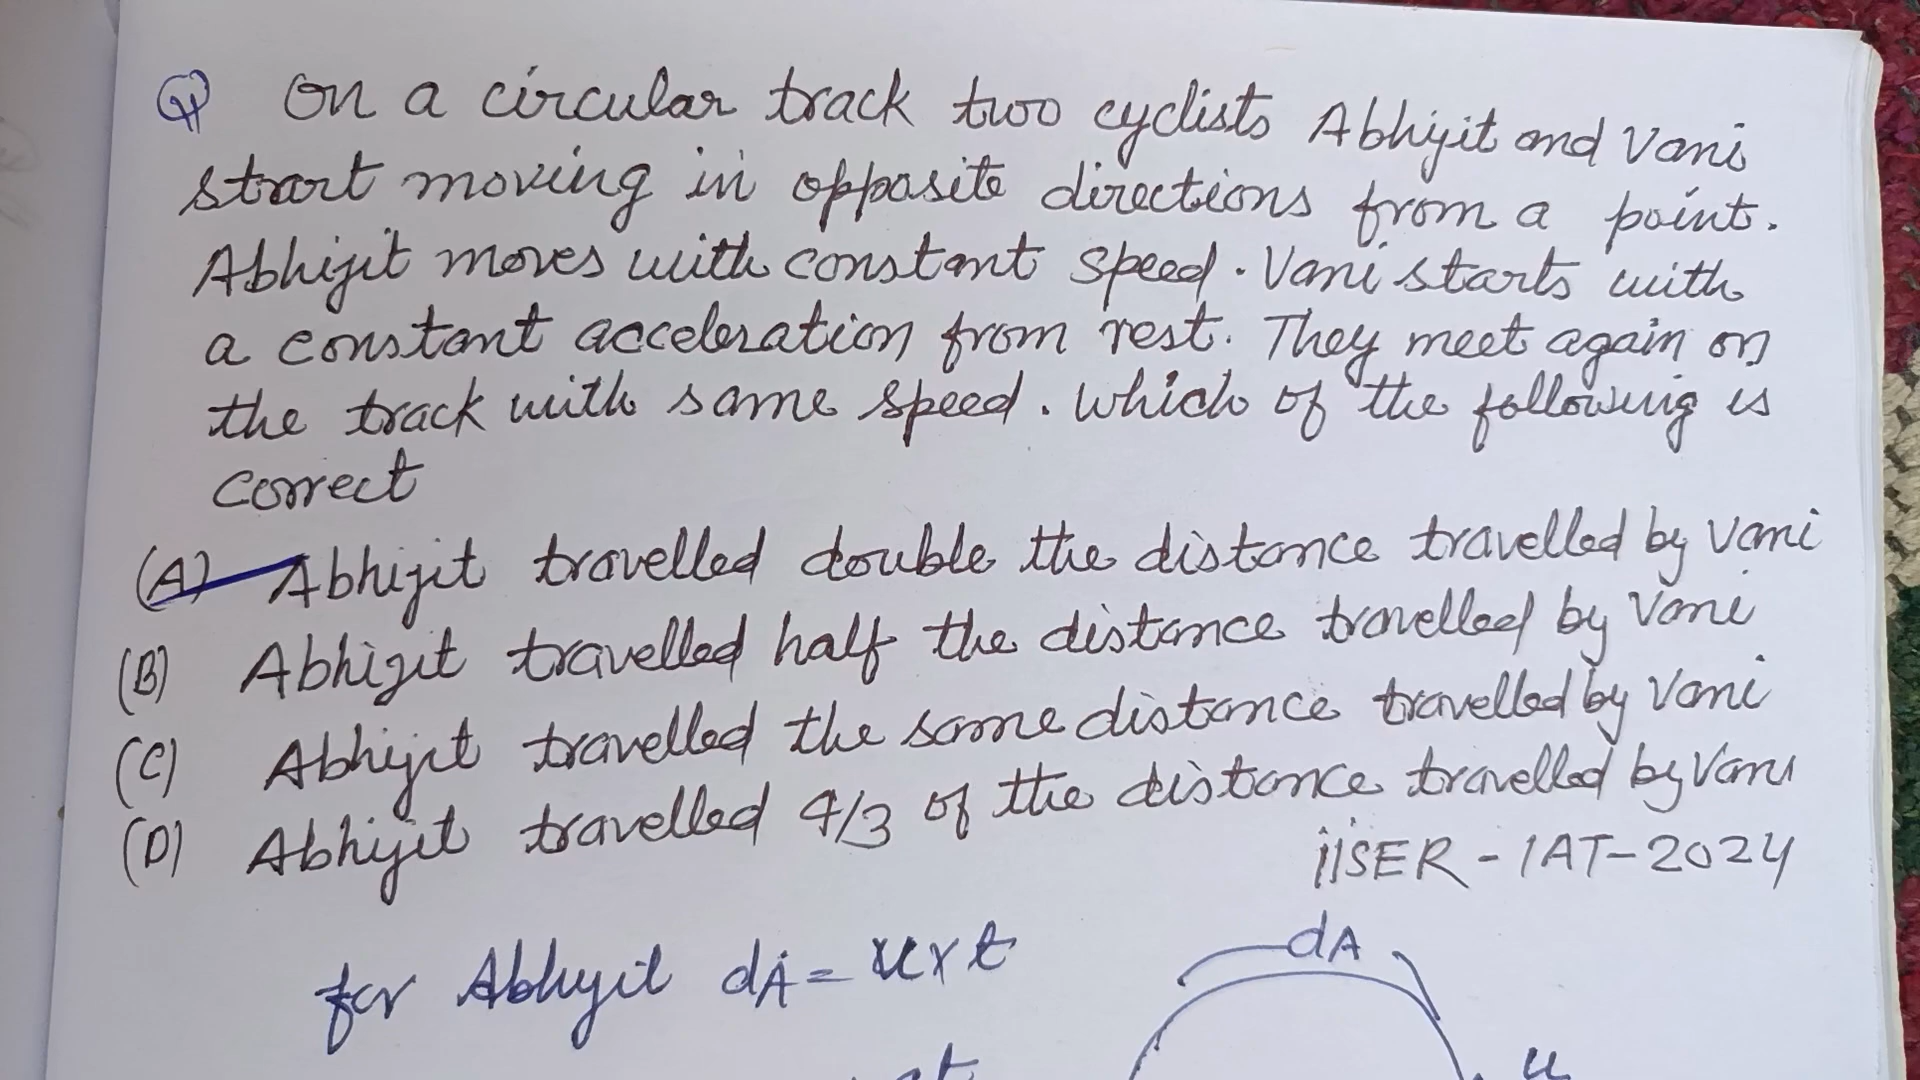 Q On a circular track two cyclists Abhijit and Vani
start moving in opposite directions from a point.
Abhijit moves with constant speed. Vani starts with
a constant acceleration from rest. They meet again on
the track with same speed. which of the following is
correct
(A) Abhijit travelled double the distance travelled by Vani
(B) Abhijit travelled half the distance travelled by Vani
(C) Abhijit travelled the same distance travelled by Vani
(D) Abhijit travelled 4/3 of the distance travelled by Vani
IISER - IAT-2024
dA
for Abhijit dA = u x t
u